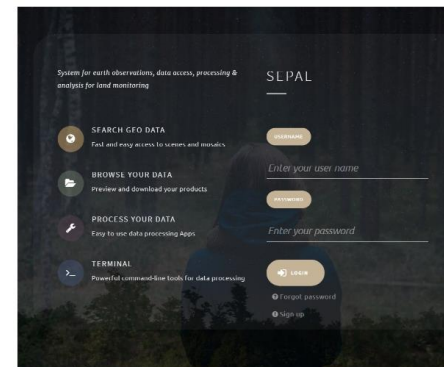 System for earth observations, data access, processing &
analysis for land monitoring
SEARCH GEO DATA
Fast and easy access to scenes and mosaics
BROWSE YOUR DATA
Preview and download your products
PROCESS YOUR DATA
Easy to use data processing Apps
TERMINAL
Powerful command-line tools for data processing
SEPAL
USERNAME
Enter your user name
PASSWORD
Enter your password
LOGIN
Forgot password
Sign up